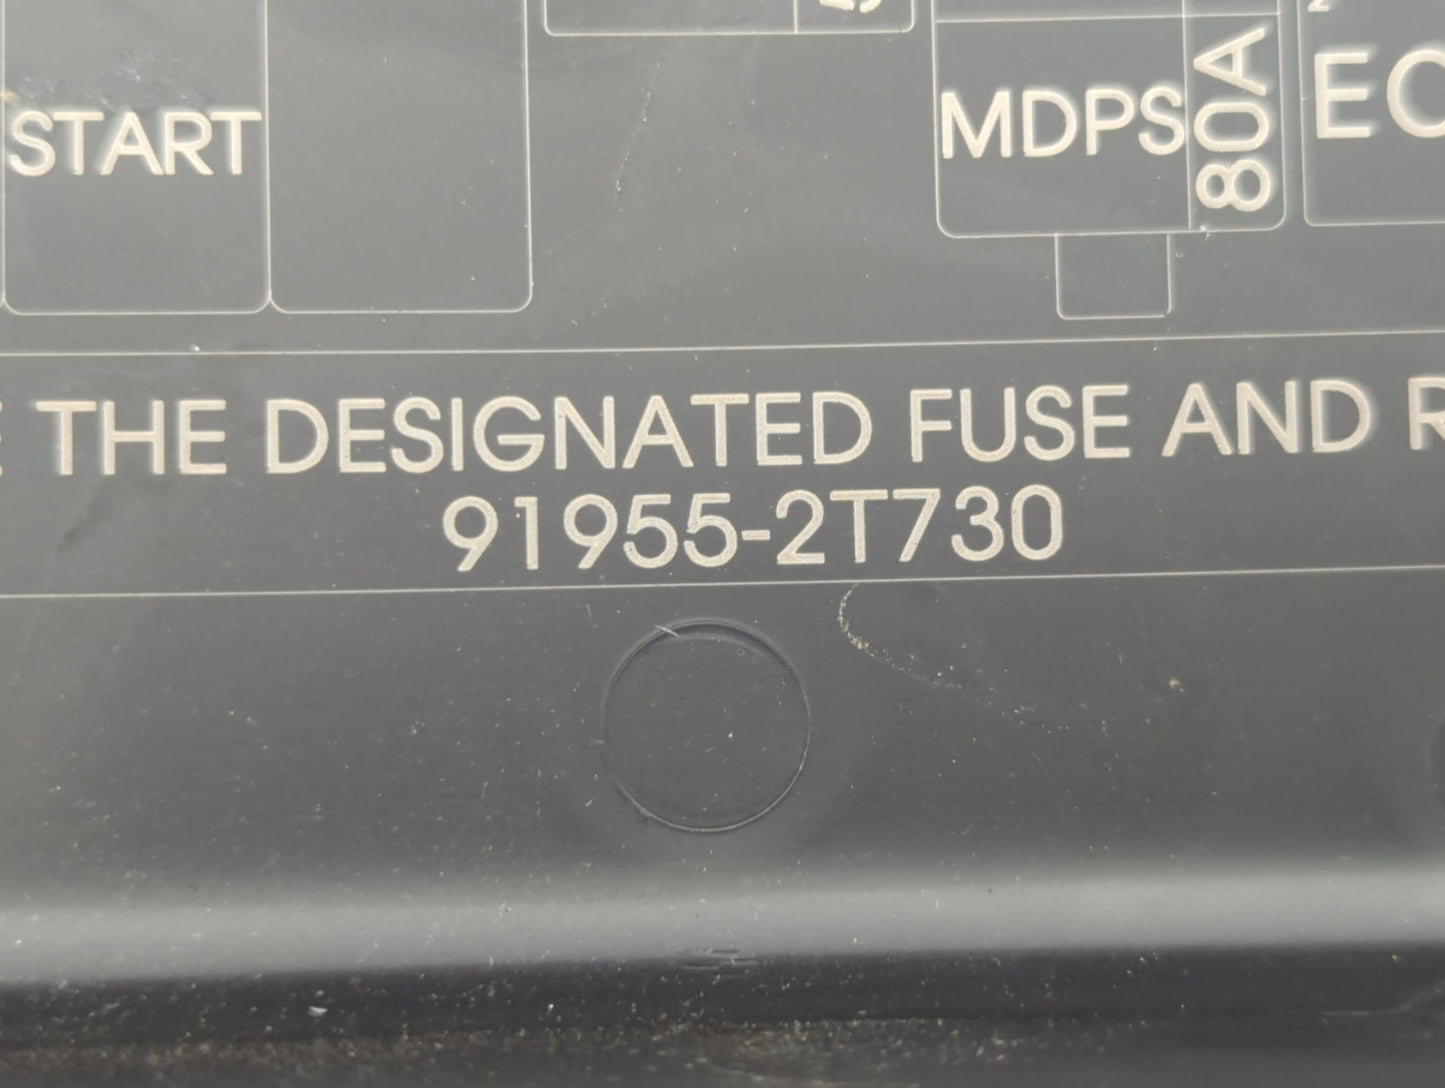 START
MDPS
80A
THE DESIGNATED FUSE AND
91955-2T730